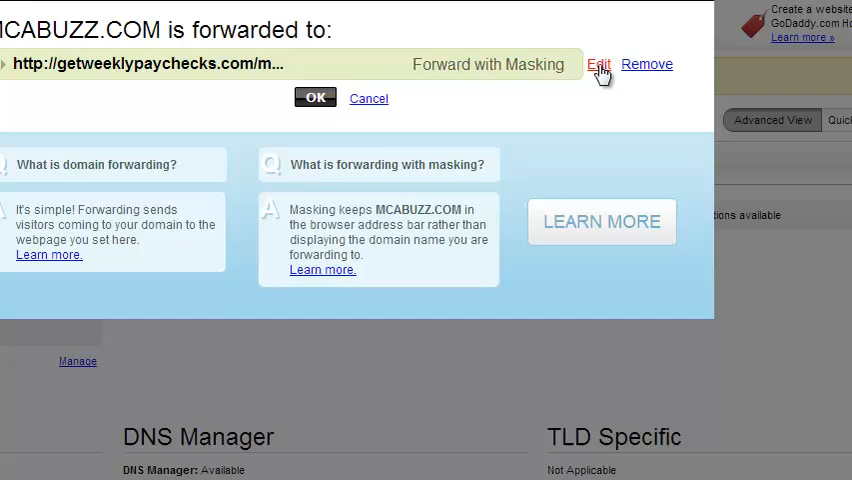 MCABUZZ.COM is forwarded to:
http://getweeklypaychecks.com/m...
Forward with Masking
Edit
Remove
OK
Cancel
Q
What is domain forwarding?
It's simple! Forwarding sends
visitors coming to your domain to the
webpage you set here.
Learn more.
Q
What is forwarding with masking?
A
Masking keeps MCABUZZ.COM in
the browser address bar rather than
displaying the domain name you are
forwarding to.
Learn more.
LEARN MORE
Create a website
GoDaddy.com
Learn more »
Advanced View
tions available
Manage
DNS Manager
DNS Manager: Available
TLD Specific
Not Applicable